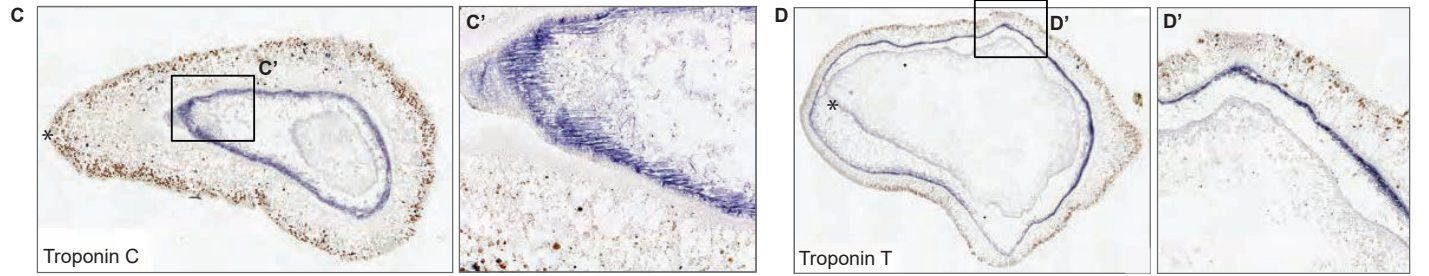 C
C’
*
Troponin C
C’
D
D’
*
Troponin T
D’